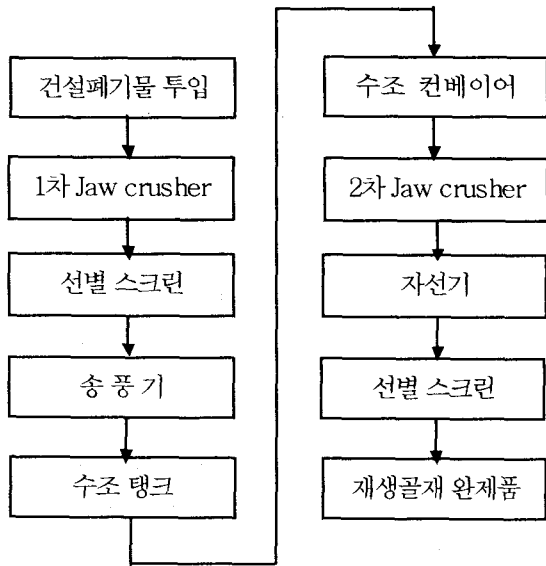 건설폐기물 투입
1차 Jaw crusher
선별 스크린
송 풍 기
수조 탱크
수조 컨베이어
2차 Jaw crusher
자선기
선별 스크린
재생골재 완제품